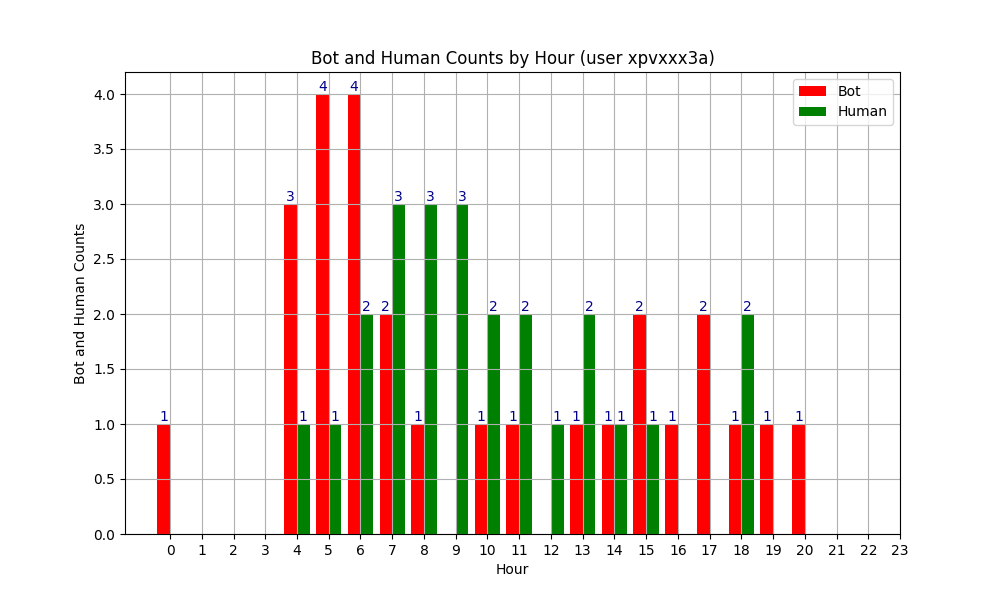 Bot and Human Counts by Hour (user xpvxxx3a)
Bot
Human
4.0
3.5
3.0
2.5
2.0
1.5
1.0
0.5
0.0
Bot and Human Counts
1 3 1 4 1 4 2 2 3 1 3 3 1 2 1 2 1 1 2 1 1 2 1 1 2 1 2 1 1
0 1 2 3 4 5 6 7 8 9 10 11 12 13 14 15 16 17 18 19 20 21 22 23
Hour